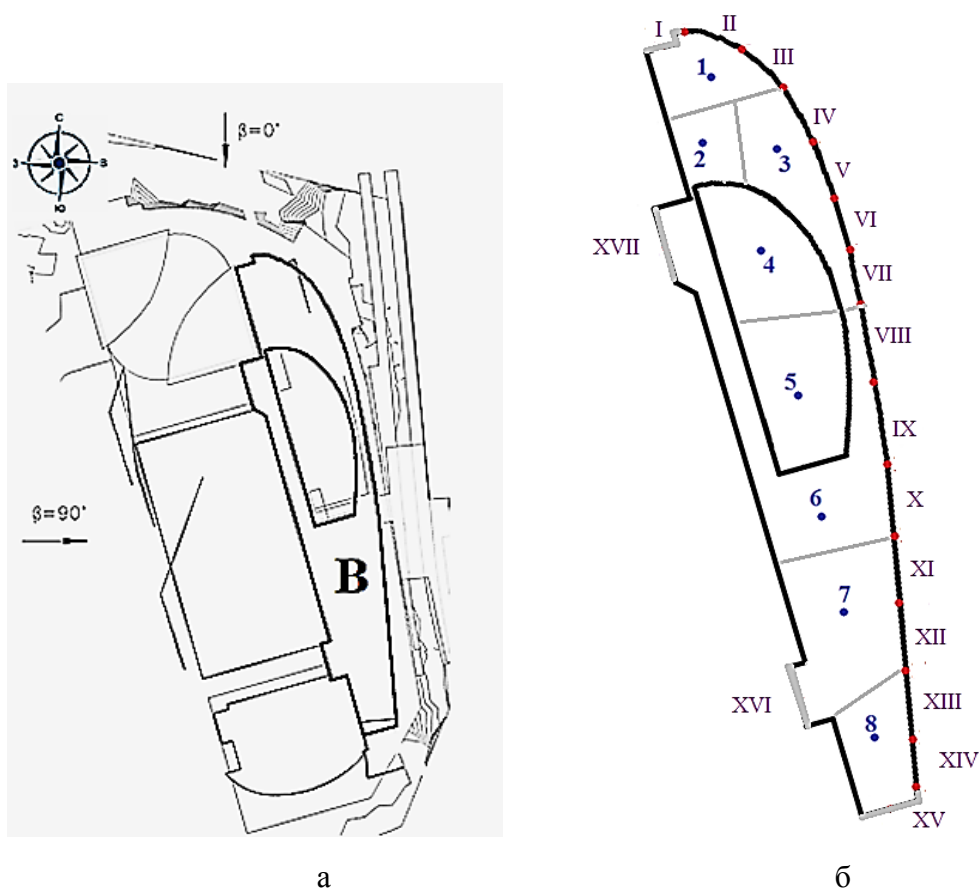 С
З
В
Ю
β=0°
β=90°
В
а
I
II
III
IV
V
VI
VII
VIII
IX
X
XI
XII
XIII
XIV
XV
XVI
XVII
1
2
3
4
5
6
7
8
б